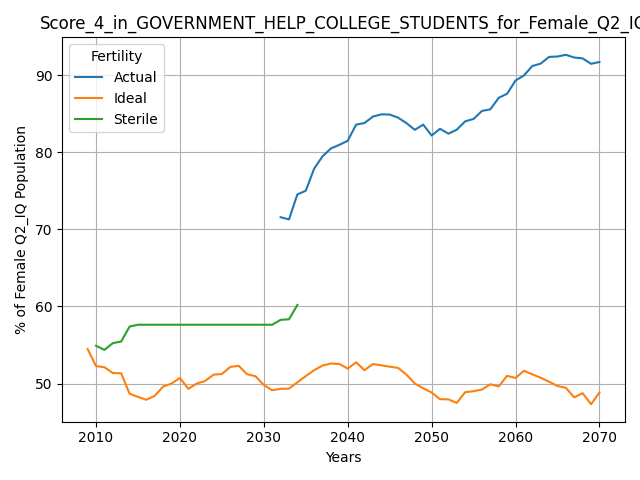 Score_4_in_GOVERNMENT_HELP_COLLEGE_STUDENTS_for_Female_Q2_IQ
Fertility
Actual
Ideal
Sterile
% of Female Q2_IQ Population
90
80
70
60
50
2010
2020
2030
2040
2050
2060
2070
Years